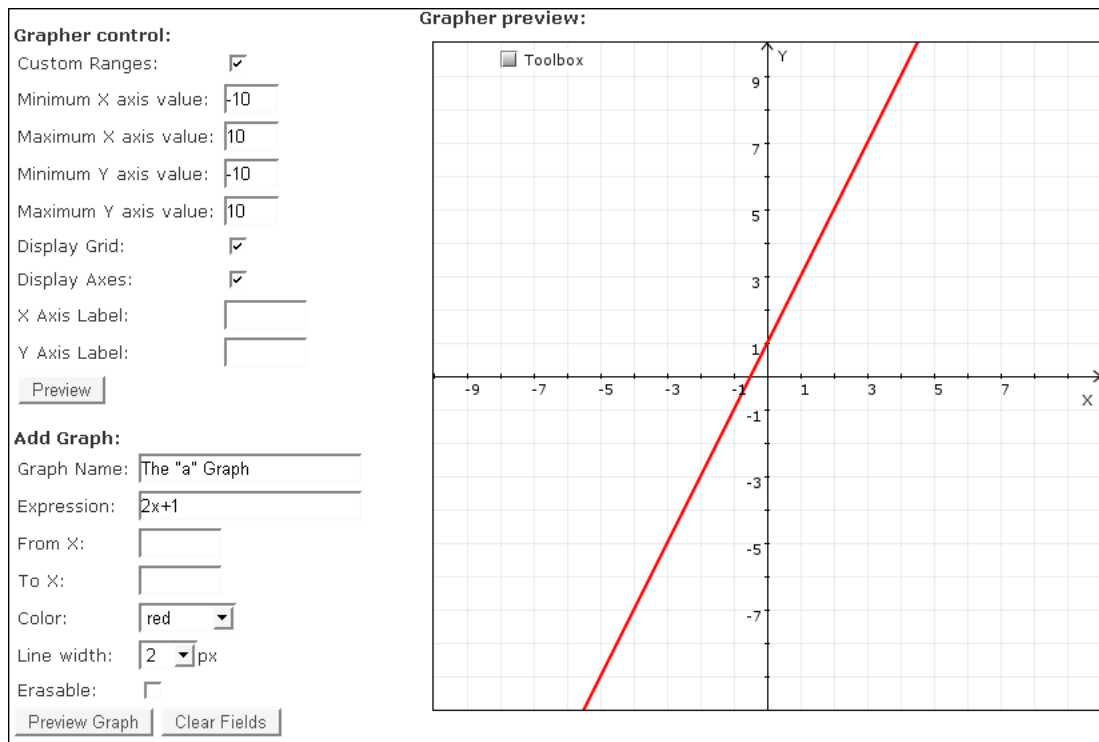 Grapher control:
Custom Ranges:
Minimum X axis value: -10
Maximum X axis value: 10
Minimum Y axis value: -10
Maximum Y axis value: 10
Display Grid:
Display Axes:
X Axis Label:
Y Axis Label:
Preview
Add Graph:
Graph Name: The "a" Graph
Expression: 2x+1
From X:
To X:
Color: red
Line width: 2 px
Erasable:
Preview Graph Clear Fields
Grapher preview:
Toolbox
Y
9
7
5
3
1
-9 -7 -5 -3 -1 1 3 5 7
X
-1
-3
-5
-7